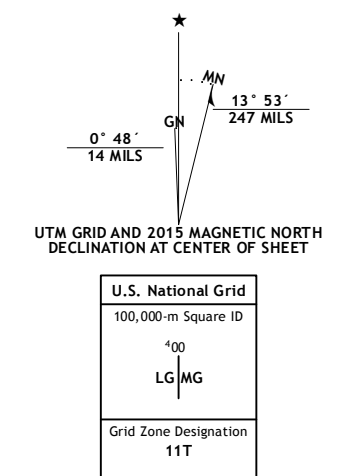 ★
MN
GN
13° 53´
247 MILS
0° 48´
14 MILS
UTM GRID AND 2015 MAGNETIC NORTH
DECLINATION AT CENTER OF SHEET
U.S. National Grid
100,000-m Square ID
⁴00
LG MG
Grid Zone Designation
11T